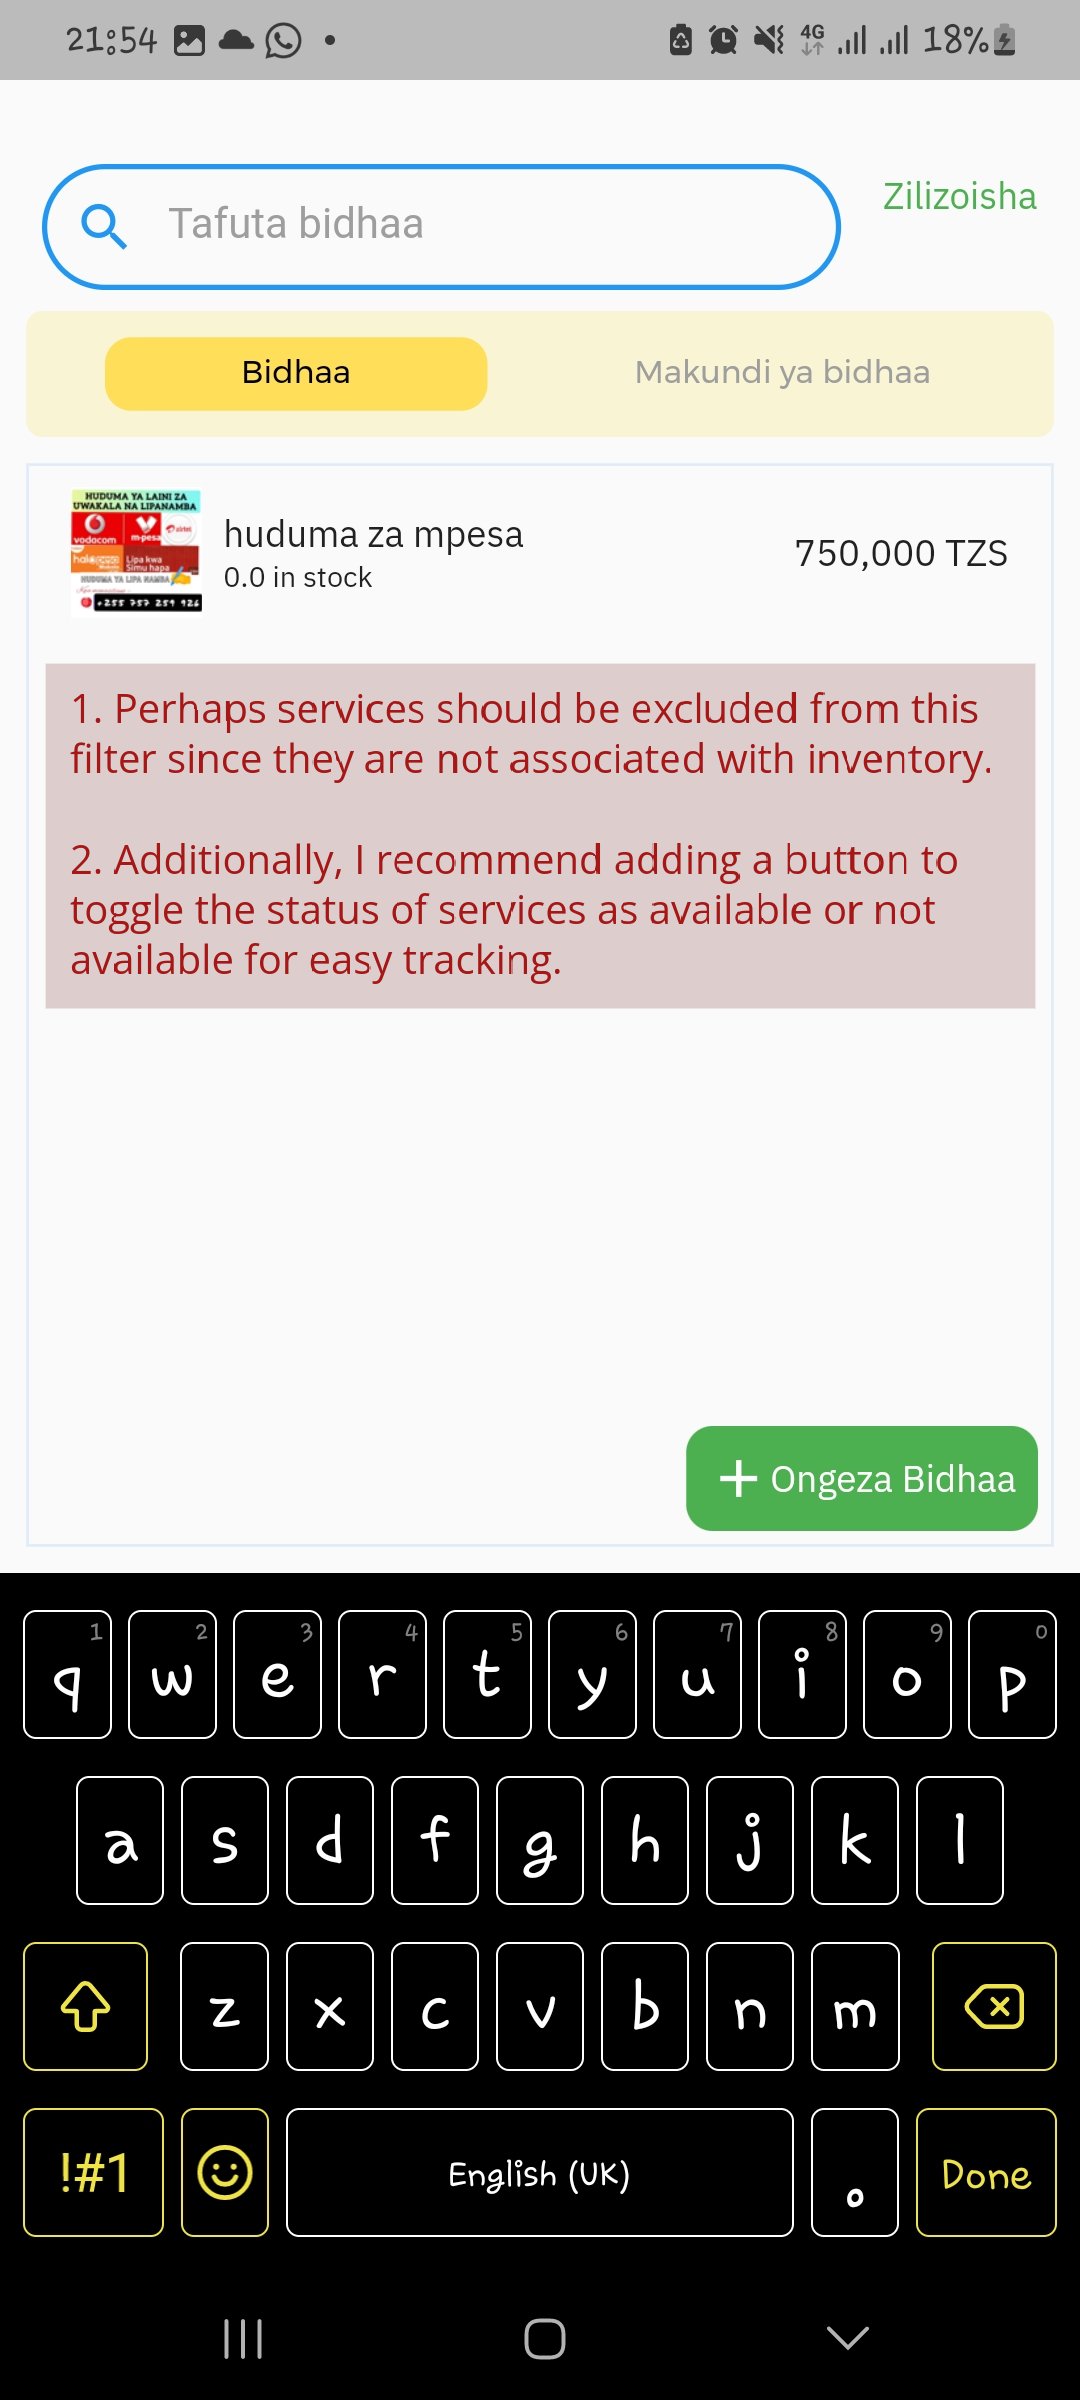 21:54
4G
18%
Tafuta bidhaa
Zilizoisha
Bidhaa
Makundi ya bidhaa
HUDUMA YA LAINI ZA
UWAKALA NA LIPANAMBA
vodacom
m-pesa
airtel
Lipa kwa
Simu hapa
HUDUMA YA LIPA NAMBA
+255 757 259 926
huduma za mpesa
0.0 in stock
750,000 TZS
1. Perhaps services should be excluded from this
filter since they are not associated with inventory.
2. Additionally, I recommend adding a button to
toggle the status of services as available or not
available for easy tracking.
+ Ongeza Bidhaa
1 2 3 4 5 6 7 8 9 0
q w e r t y u i o p
a s d f g h j k l
z x c v b n m
!#1
English (UK)
.
Done